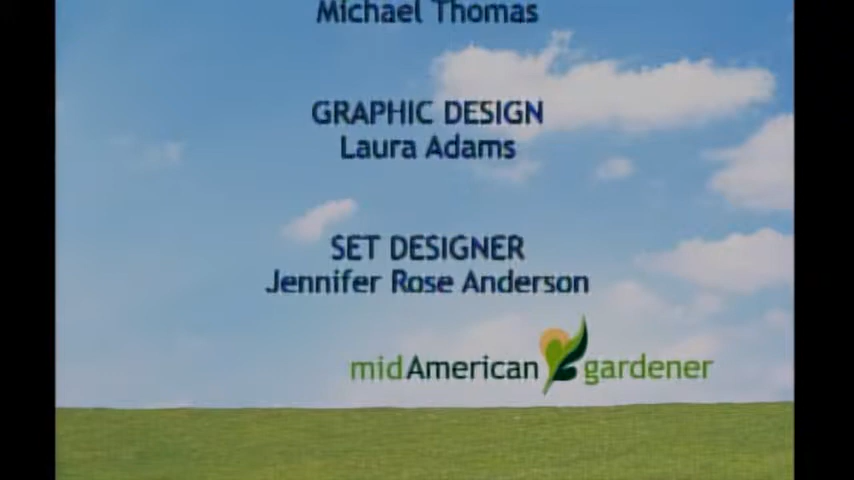 Michael Thomas
GRAPHIC DESIGN
Laura Adams
SET DESIGNER
Jennifer Rose Anderson
midAmerican gardener